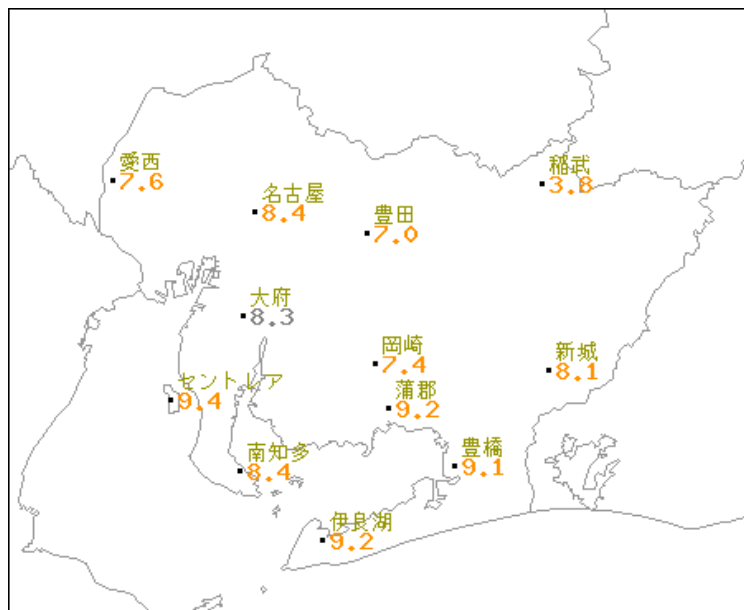 愛西
7.6
稲武
3.8
名古屋
8.4
豊田
7.0
大府
8.3
岡崎
7.4
新城
8.1
セントレア
9.4
蒲郡
9.2
南知多
8.4
豊橋
9.1
伊良湖
9.2